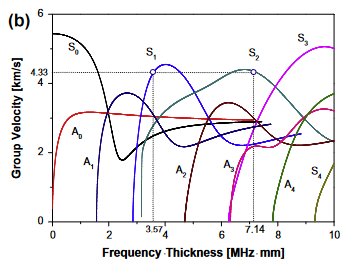 (b)
Group Velocity [km/s]
6
4.33
4
2
0
S0
S1
S2
S3
A0
A1
A2
A3
A4
S4
0
2
3.57
4
6
7.14
8
10
Frequency·Thickness [MHz·mm]